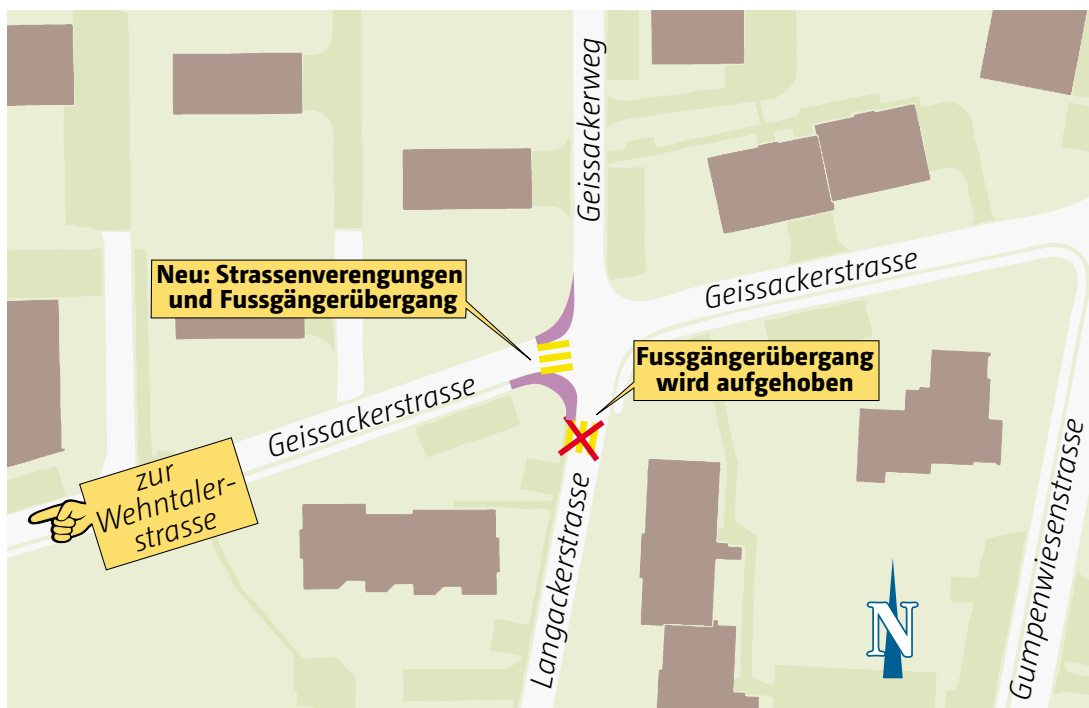 Geissackerweg
Neu: Strassenverengungen
und Fussgängerübergang
Geissackerstrasse
Fussgängerübergang
wird aufgehoben
Geissackerstrasse
zur
Wehntaler-
strasse
Langackerstrasse
Gumpenwiesenstrasse
N